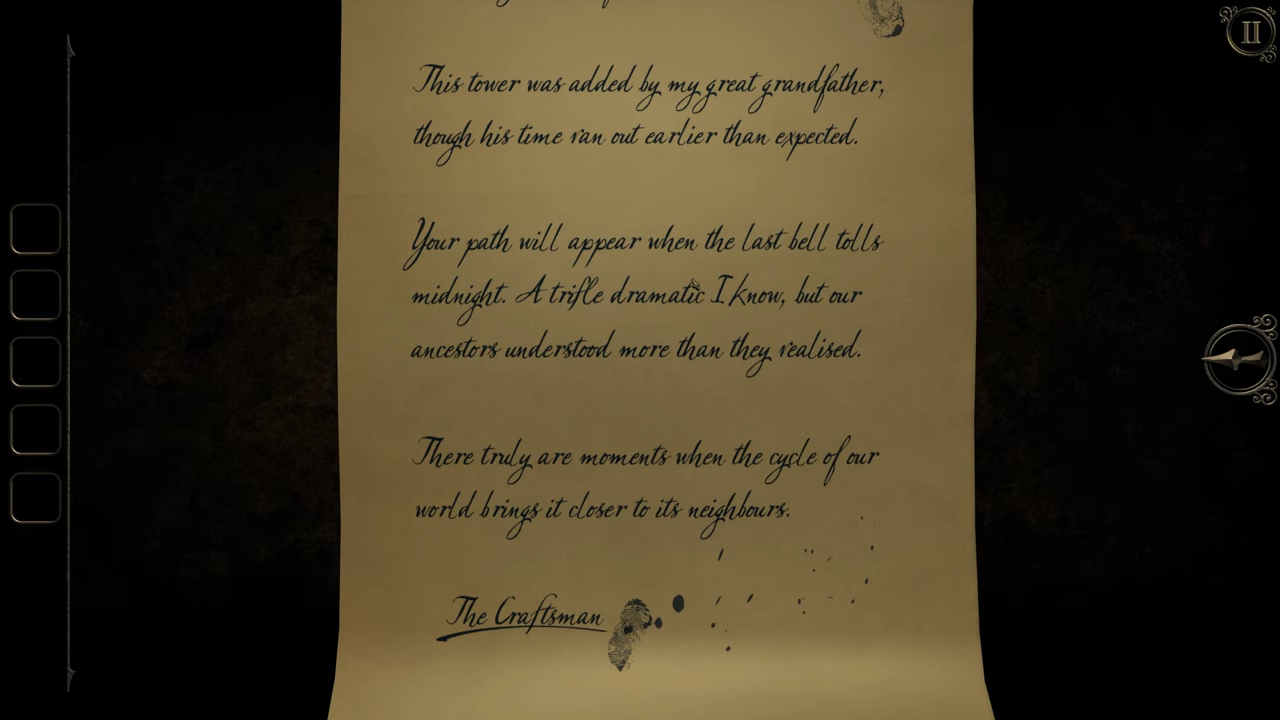 This tower was added by my great grandfather,
though his time ran out earlier than expected.
Your path will appear when the last bell tolls
midnight. A trifle dramatic I know, but our
ancestors understood more than they realised.
There truly are moments when the cycle of our
world brings it closer to its neighbours.
The Craftsman